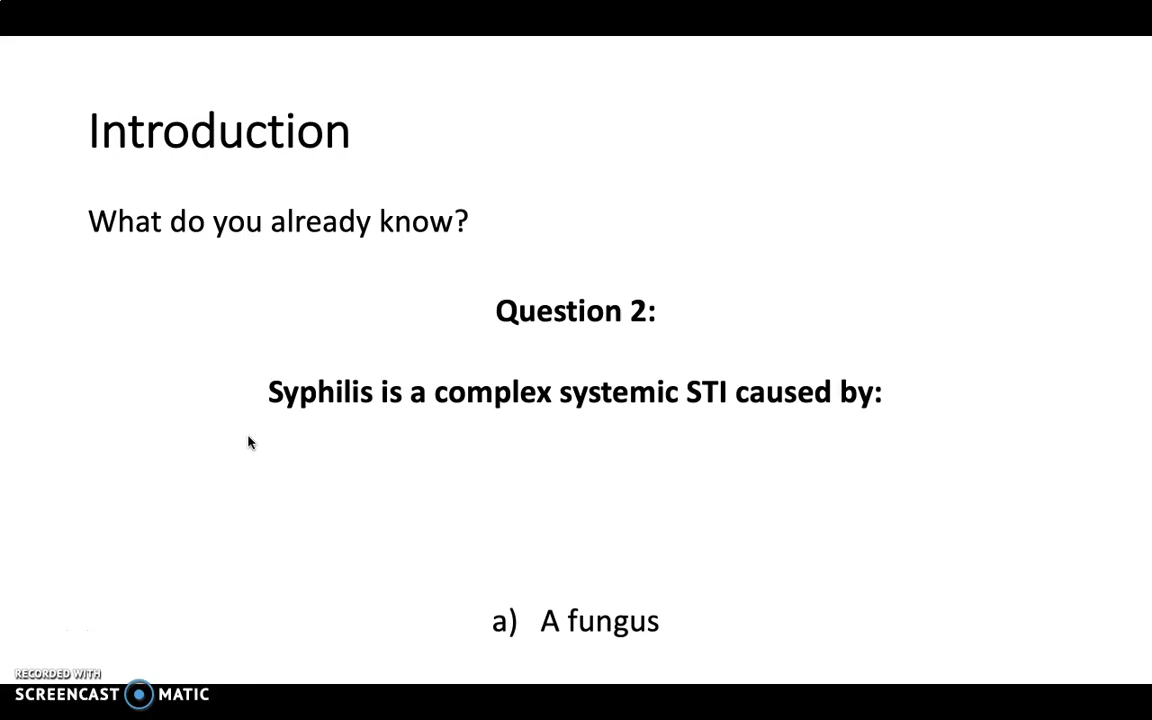 Introduction
What do you already know?
Question 2:
Syphilis is a complex systemic STI caused by:
a) A fungus
RECORDED WITH
SCREENCAST MATIC